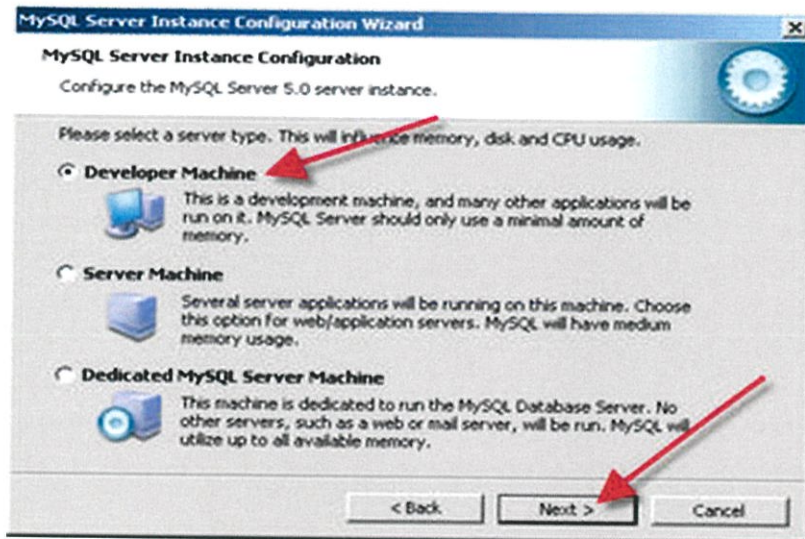 MySQL Server Instance Configuration Wizard
MySQL Server Instance Configuration
Configure the MySQL Server 5.0 server instance.
Please select a server type. This will influence memory, disk and CPU usage.
Developer Machine
This is a development machine, and many other applications will be
run on it. MySQL Server should only use a minimal amount of
memory.
Server Machine
Several server applications will be running on this machine. Choose
this option for web/application servers. MySQL will have medium
memory usage.
Dedicated MySQL Server Machine
This machine is dedicated to run the MySQL Database Server. No
other servers, such as a web or mail server, will be run. MySQL will
utilize up to all available memory.
< Back
Next >
Cancel